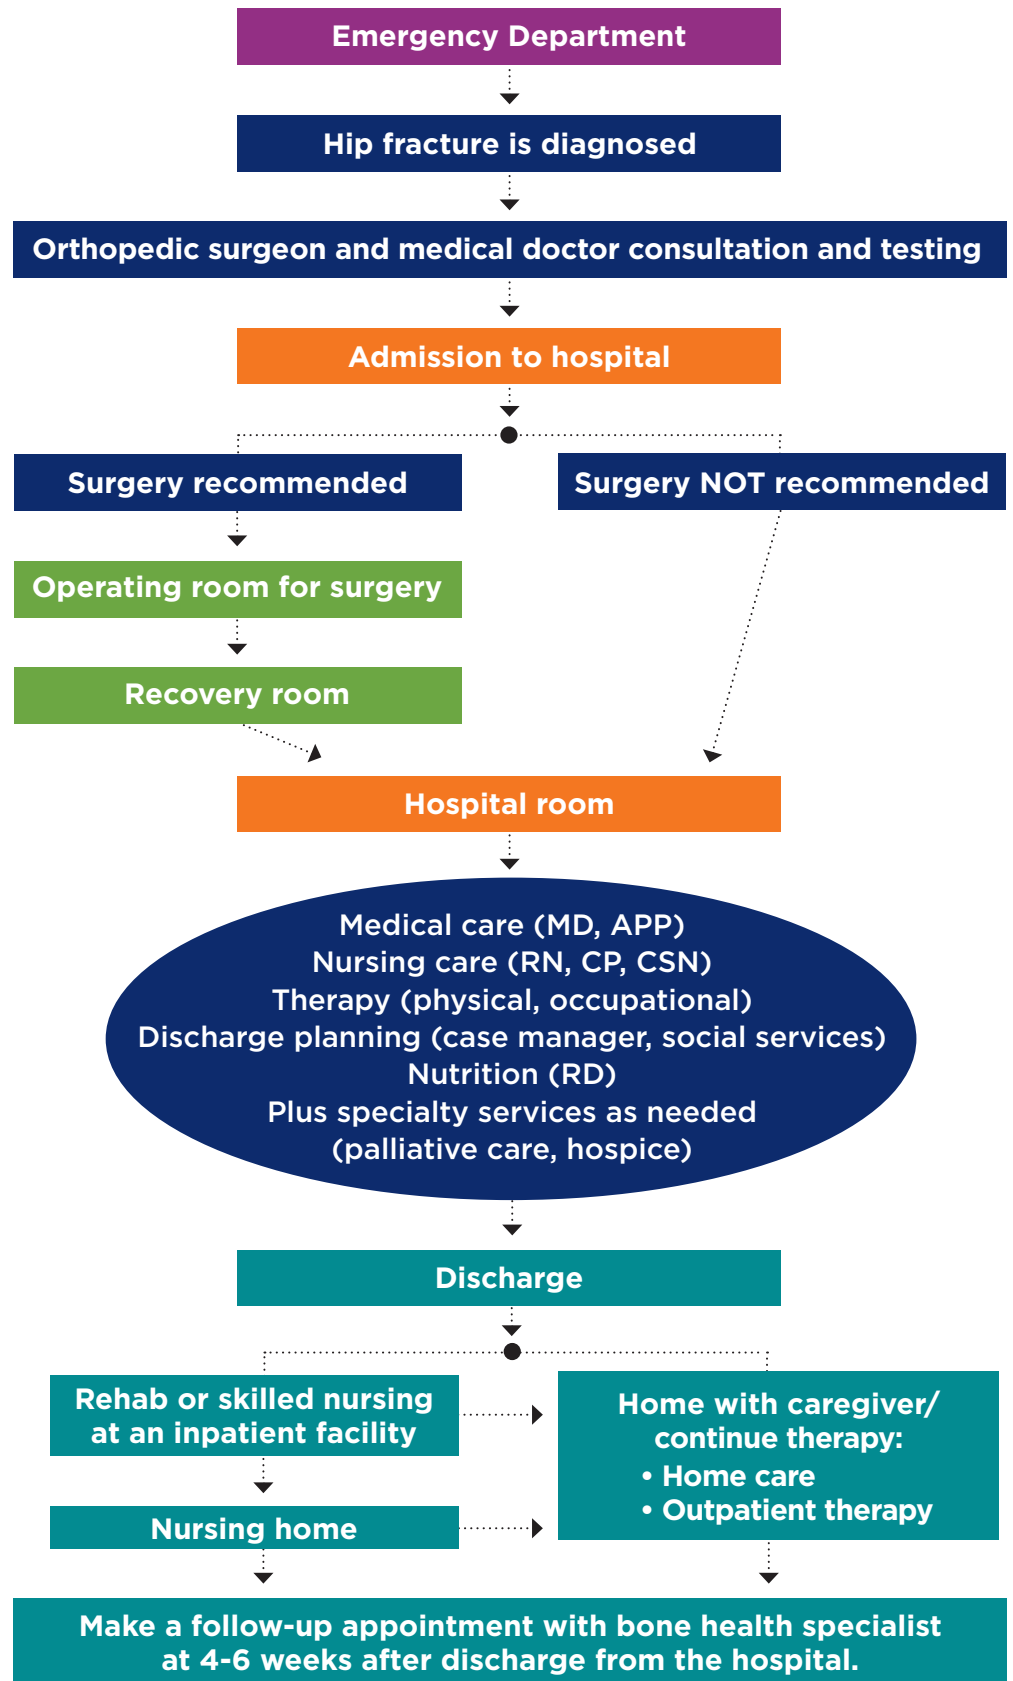 Emergency Department
Hip fracture is diagnosed
Orthopedic surgeon and medical doctor consultation and testing
Admission to hospital
Surgery recommended
Surgery NOT recommended
Operating room for surgery
Recovery room
Hospital room
Medical care (MD, APP)
Nursing care (RN, CP, CSN)
Therapy (physical, occupational)
Discharge planning (case manager, social services)
Nutrition (RD)
Plus specialty services as needed
(palliative care, hospice)
Discharge
Rehab or skilled nursing
at an inpatient facility
Home with caregiver/
continue therapy:
• Home care
• Outpatient therapy
Nursing home
Make a follow-up appointment with bone health specialist
at 4-6 weeks after discharge from the hospital.